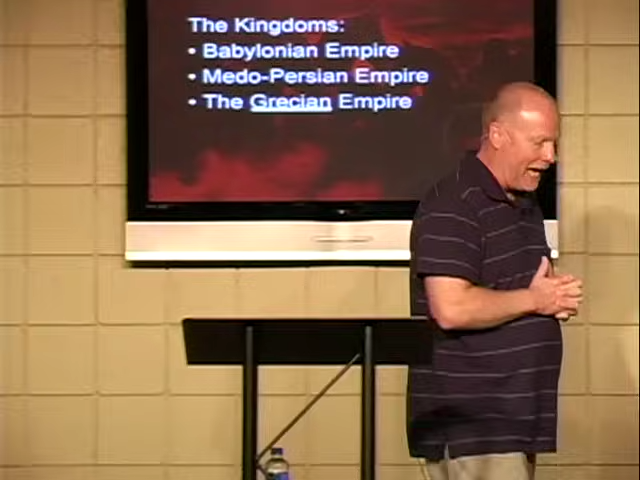 The Kingdoms:
• Babylonian Empire
• Medo-Persian Empire
• The Grecian Empire